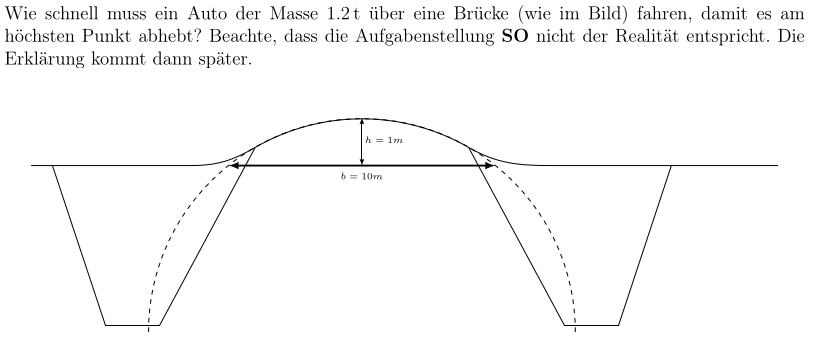 Wie schnell muss ein Auto der Masse 1.2 t über eine Brücke (wie im Bild) fahren, damit es am
höchsten Punkt abhebt? Beachte, dass die Aufgabenstellung SO nicht der Realität entspricht. Die
Erklärung kommt dann später.
h = 1m
b = 10m